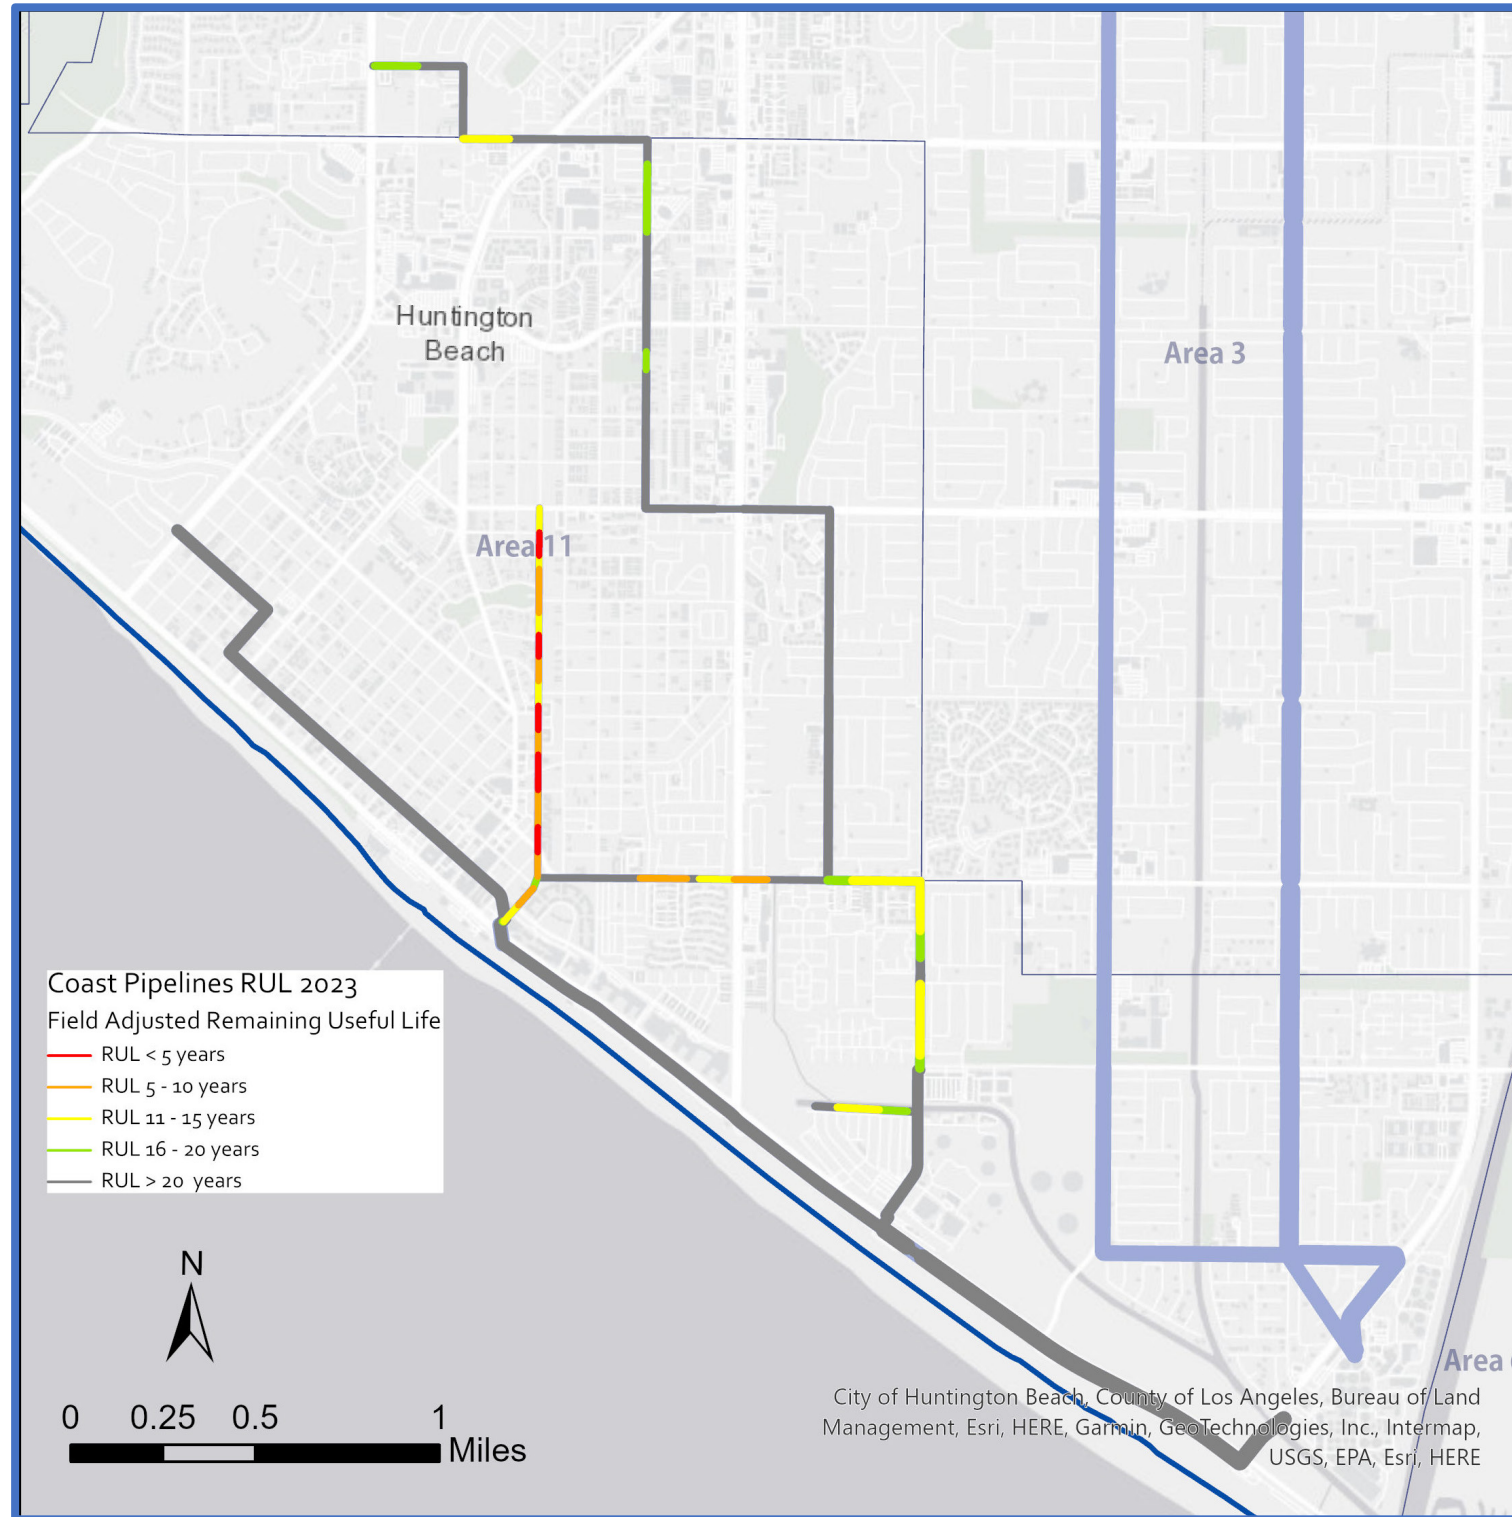 Huntington
Beach
Area 3
Area 11
Coast Pipelines RUL 2023
Field Adjusted Remaining Useful Life
RUL < 5 years
RUL 5 - 10 years
RUL 11 - 15 years
RUL 16 - 20 years
RUL > 20 years
N
0 0.25 0.5 1
Miles
Area
City of Huntington Beach, County of Los Angeles, Bureau of Land
Management, Esri, HERE, Garmin, GeoTechnologies, Inc., Intermap,
USGS, EPA, Esri, HERE